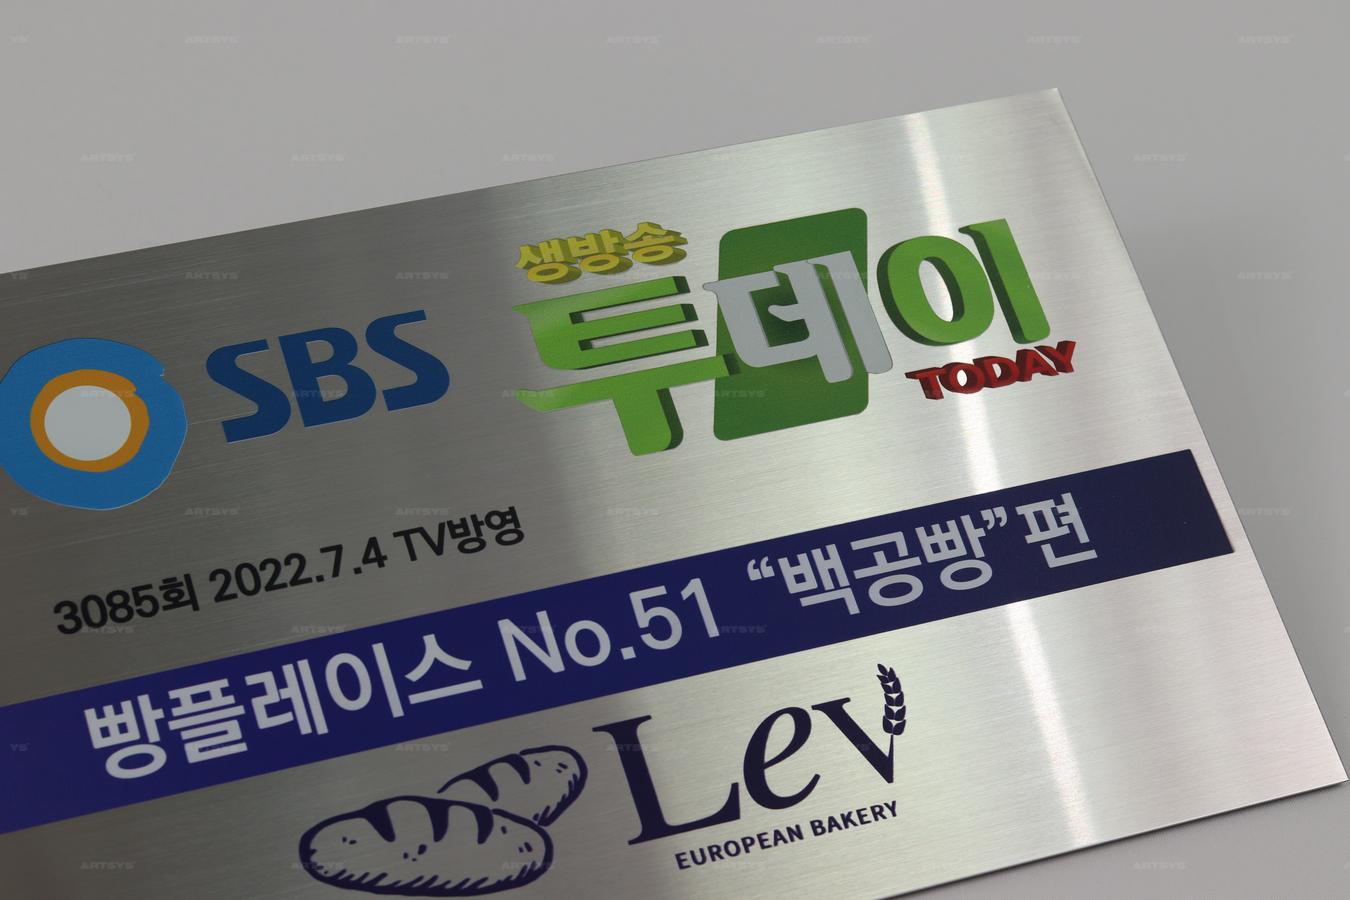 SBS
생방송
투데이
TODAY
3085회 2022.7.4 TV방영
빵플레이스 No.51 “백공빵”편
Lev
EUROPEAN BAKERY
ARTSYS